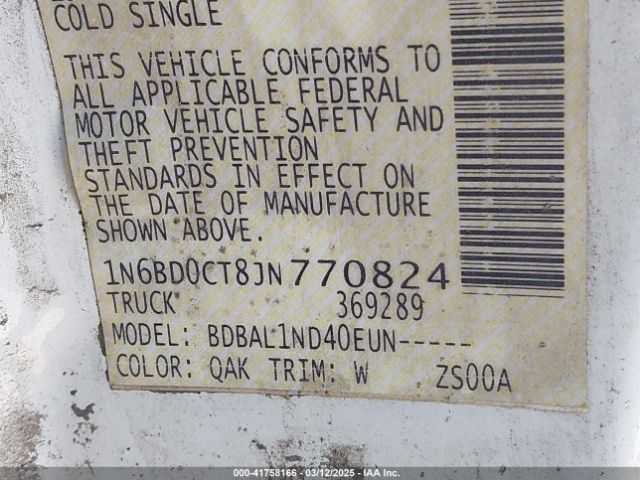 COLD SINGLE
THIS VEHICLE CONFORMS TO
ALL APPLICABLE FEDERAL
MOTOR VEHICLE SAFETY AND
THEFT PREVENTION
STANDARDS IN EFFECT ON
THE DATE OF MANUFACTURE
SHOWN ABOVE.
1N6BD0CT8JN770824
TRUCK 369289
MODEL: BDBAL1ND40EUN-----
COLOR: QAK TRIM: W ZS00A
000-41758166 - 03/12/2025 - IAA Inc.